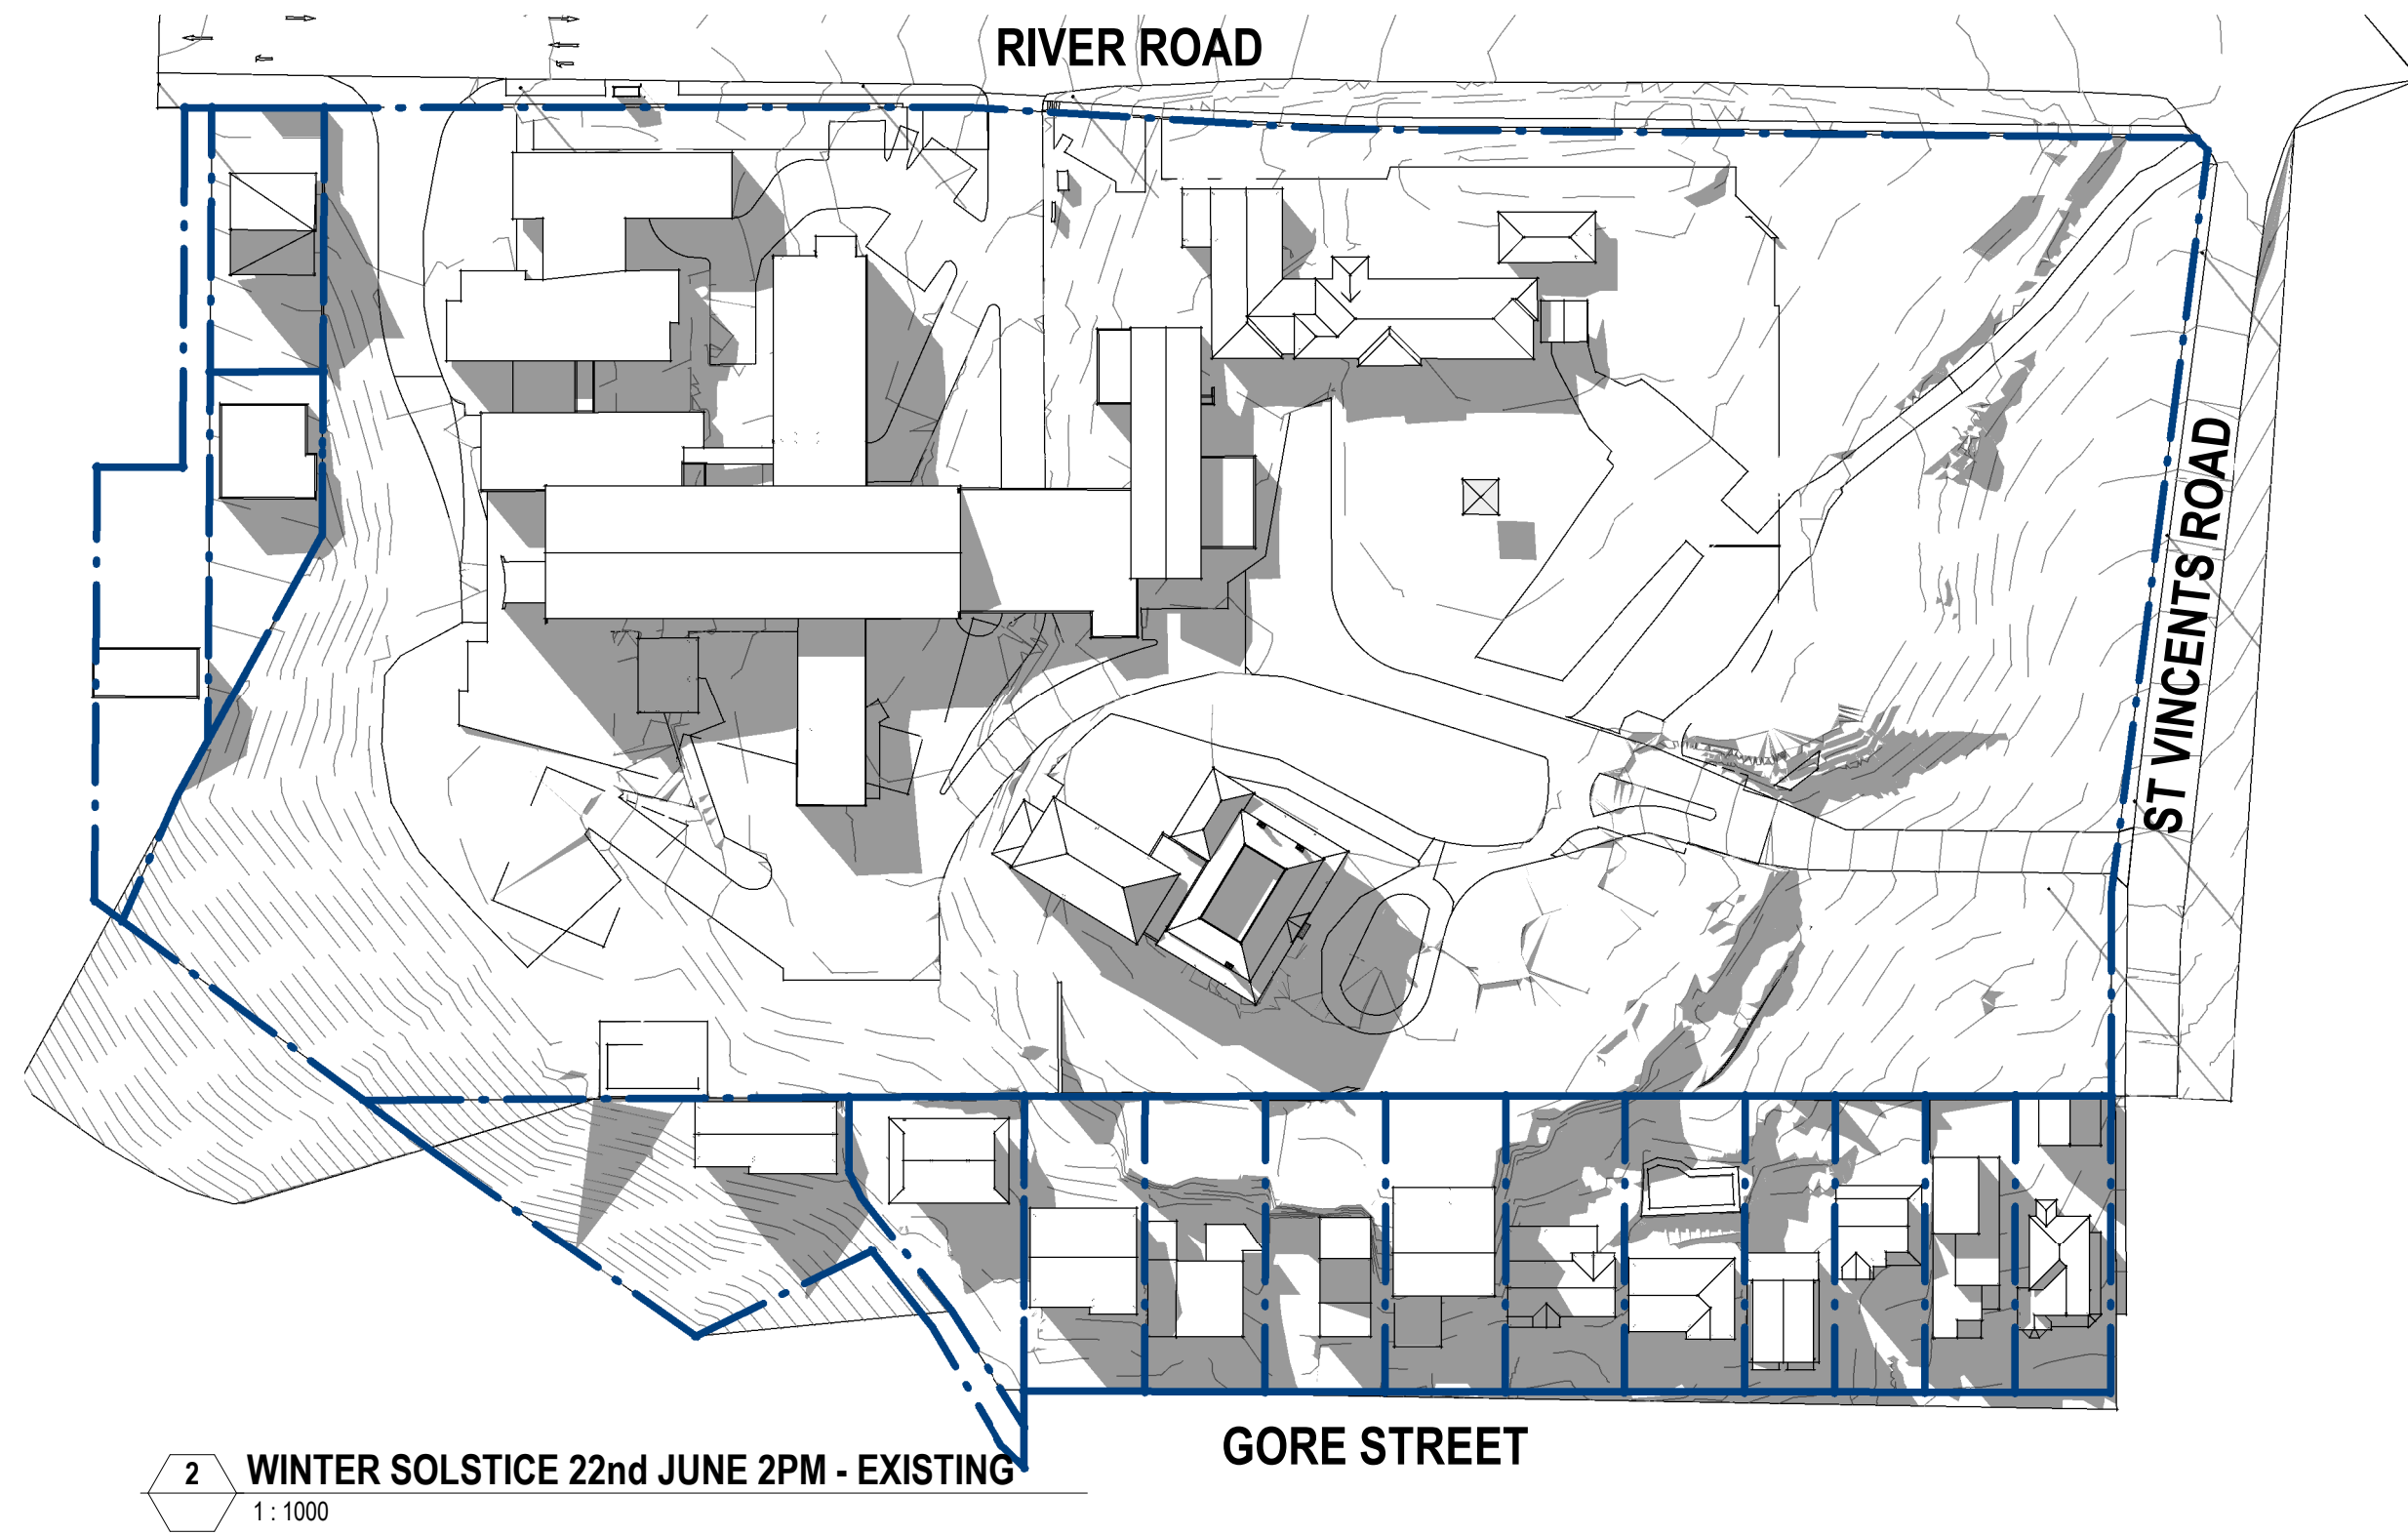 RIVER ROAD
ST VINCENTS ROAD
GORE STREET
2
WINTER SOLSTICE 22nd JUNE 2PM - EXISTING
1 : 1000